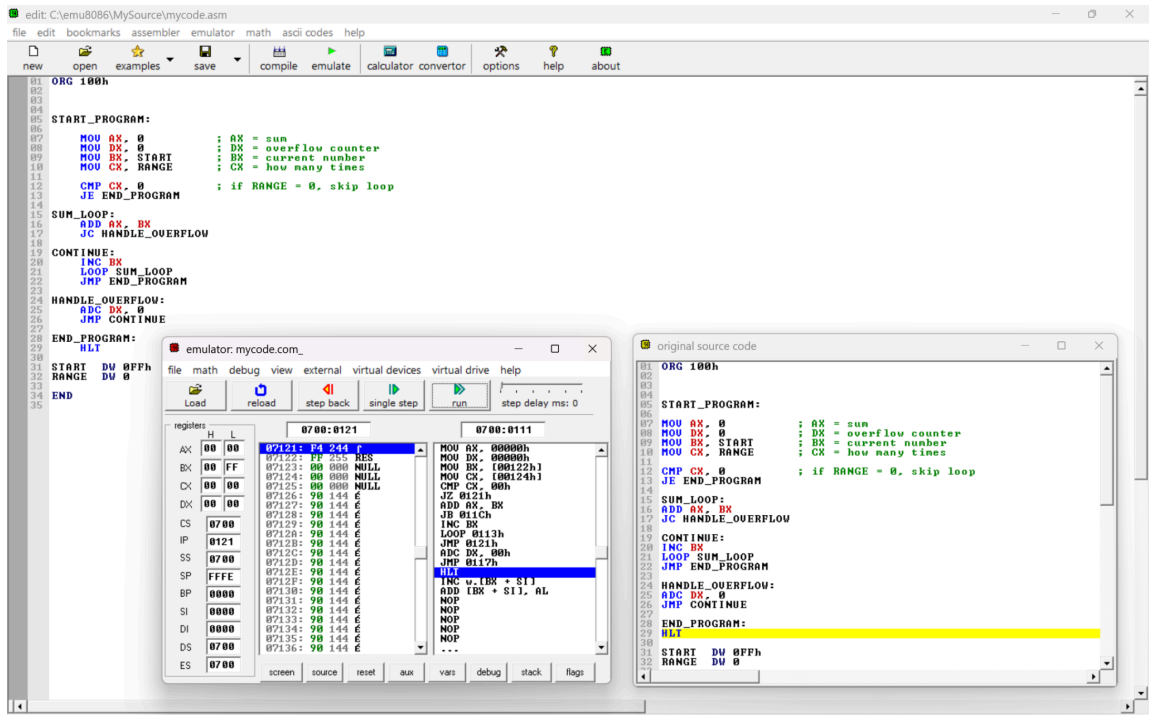 edit: C:\emu8086\MySource\mycode.asm
file edit bookmarks assembler emulator math ascii codes help
new open examples save compile emulate calculator convertor options help about
01 ORG 100h
02
03
04
05 START_PROGRAM:
06
07 MOV AX, 0 ; AX = sum
08 MOV DX, 0 ; DX = overflow counter
09 MOV BX, START ; BX = current number
10 MOV CX, RANGE ; CX = how many times
11
12 CMP CX, 0 ; if RANGE = 0, skip loop
13 JE END_PROGRAM
14
15 SUM_LOOP:
16 ADD AX, BX
17 JC HANDLE_OVERFLOW
18
19 CONTINUE:
20 INC BX
21 LOOP SUM_LOOP
22 JMP END_PROGRAM
23
24 HANDLE_OVERFLOW:
25 ADC DX, 0
26 JMP CONTINUE
27
28 END_PROGRAM:
29 HLT
30
31 START DW 0FFh
32 RANGE DW 0
33
34 END
35
emulator: mycode.com_
file math debug view external virtual devices virtual drive help
Load reload step back single step run step delay ms: 0
registers
H L
AX 00 00
BX 00 FF
CX 00 00
DX 00 00
CS 0700
IP 0121
SS 0700
SP FFFE
BP 0000
SI 0000
DI 0000
DS 0700
ES 0700
0700:0121
07121: F4 244 ⌠
07122: FF 255 RES
07123: 00 000 NULL
07124: 00 000 NULL
07125: 00 000 NULL
07126: 90 144 É
07127: 90 144 É
07128: 90 144 É
07129: 90 144 É
0712A: 90 144 É
0712B: 90 144 É
0712C: 90 144 É
0712D: 90 144 É
0712E: 90 144 É
0712F: 90 144 É
07130: 90 144 É
07131: 90 144 É
07132: 90 144 É
07133: 90 144 É
07134: 90 144 É
07135: 90 144 É
07136: 90 144 É
0700:0111
MOV AX, 00000h
MOV DX, 00000h
MOV BX, [00122h]
MOV CX, [00124h]
CMP CX, 00h
JZ 0121h
ADD AX, BX
JB 011Ch
INC BX
LOOP 0113h
JMP 0121h
ADC DX, 00h
JMP 0117h
HLT
INC w.[BX + SI]
ADD [BX + SI], AL
NOP
NOP
NOP
NOP
NOP
...
screen source reset aux vars debug stack flags
original source code
01 ORG 100h
02
03
04
05 START_PROGRAM:
06
07 MOV AX, 0 ; AX = sum
08 MOV DX, 0 ; DX = overflow counter
09 MOV BX, START ; BX = current number
10 MOV CX, RANGE ; CX = how many times
11
12 CMP CX, 0 ; if RANGE = 0, skip loop
13 JE END_PROGRAM
14
15 SUM_LOOP:
16 ADD AX, BX
17 JC HANDLE_OVERFLOW
18
19 CONTINUE:
20 INC BX
21 LOOP SUM_LOOP
22 JMP END_PROGRAM
23
24 HANDLE_OVERFLOW:
25 ADC DX, 0
26 JMP CONTINUE
27
28 END_PROGRAM:
29 HLT
30
31 START DW 0FFh
32 RANGE DW 0